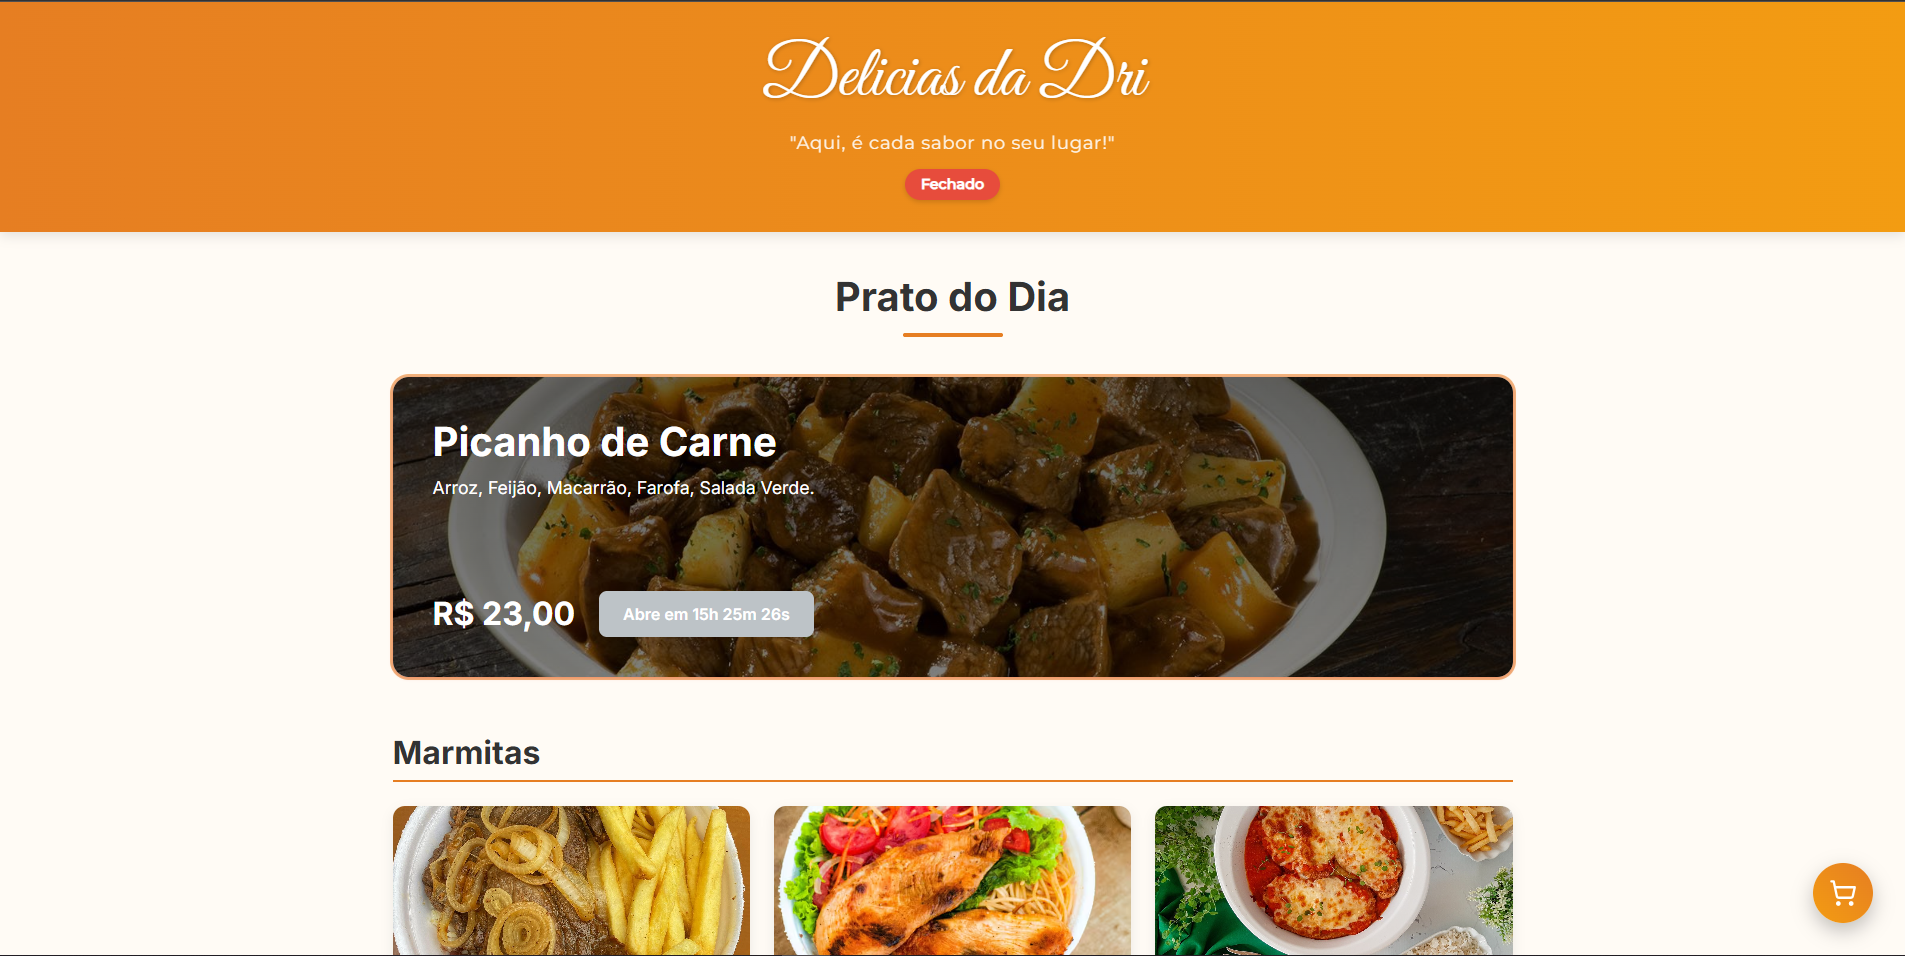 Delicias da Dri
"Aqui, é cada sabor no seu lugar!"
Fechado
Prato do Dia
Picanho de Carne
Arroz, Feijão, Macarrão, Farofa, Salada Verde.
R$ 23,00
Abre em 15h 25m 26s
Marmitas